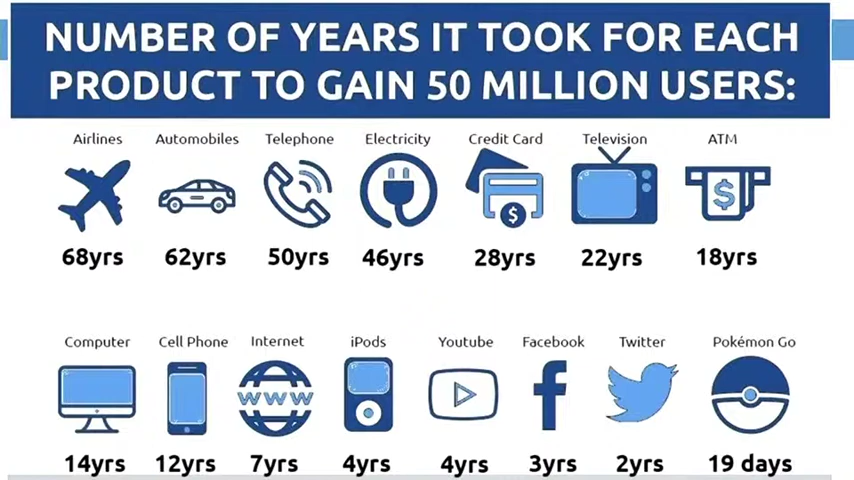 NUMBER OF YEARS IT TOOK FOR EACH
PRODUCT TO GAIN 50 MILLION USERS:
Airlines Automobiles Telephone Electricity Credit Card Television ATM
$ $
68yrs 62yrs 50yrs 46yrs 28yrs 22yrs 18yrs
Computer Cell Phone Internet iPods Youtube Facebook Twitter Pokémon Go
www f
14yrs 12yrs 7yrs 4yrs 4yrs 3yrs 2yrs 19 days